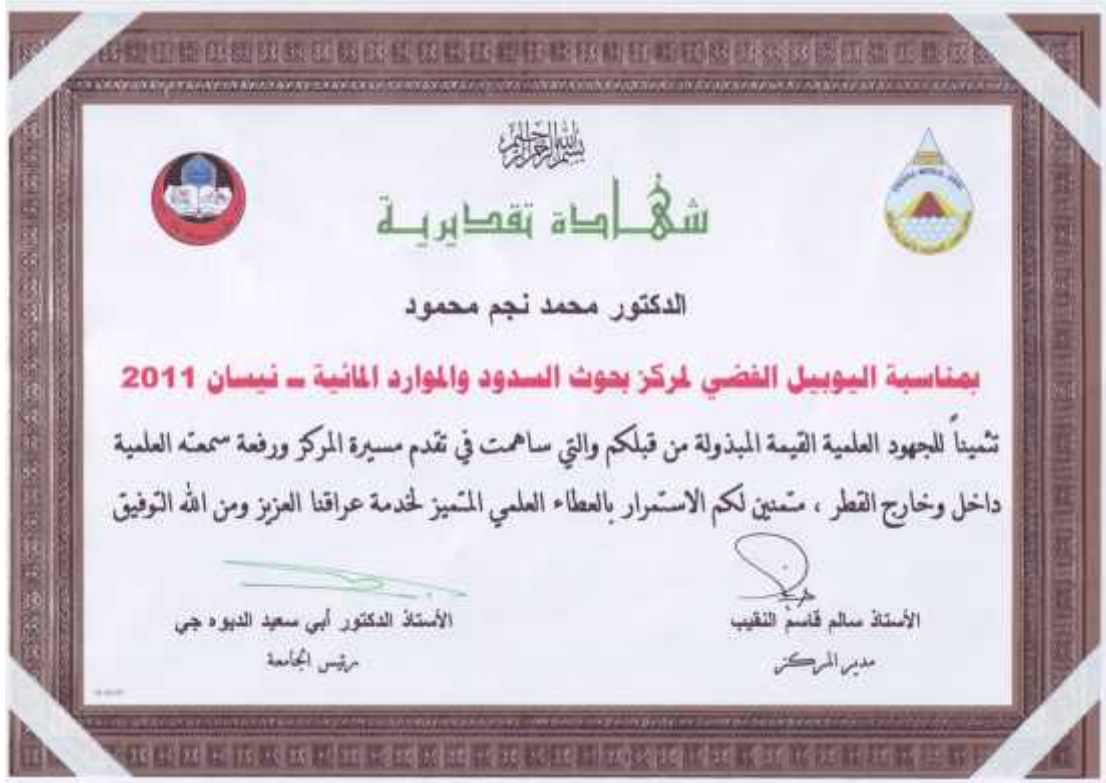 بسم الله الرحمن الرحيم
شهادة تقديرية
الدكتور محمد نجم محمود
بمناسبة اليوبيل الفضي لمركز بحوث السدود والموارد المائية ــ نيسان 2011
تثميناً للجهود العلمية القيمة المبذولة من قبلكم والتي ساهمت في تقدم مسيرة المركز ورفعة سمعته العلمية
داخل وخارج القطر ، متمنين لكم الاستمرار بالعطاء العلمي المتميز لخدمة عراقنا العزيز ومن الله التوفيق
الأستاذ سالم قاسم النقيب
مدير المركز
الأستاذ الدكتور أبي سعيد الديوه جي
رئيس الجامعة